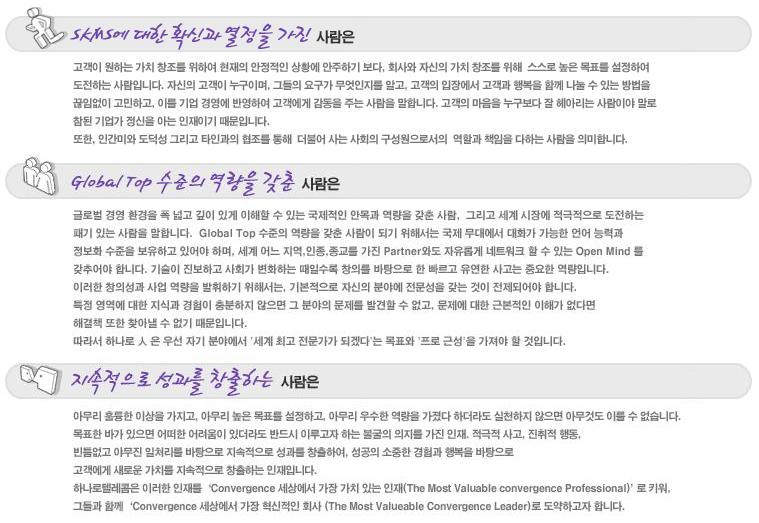 SKMS에 대한 확신과 열정을 가진 사람은
고객이 원하는 가치 창조를 위하여 현재의 안정적인 상황에 안주하기 보다, 회사와 자신의 가치 창조를 위해 스스로 높은 목표를 설정하여
도전하는 사람입니다. 자신의 고객이 누구이며, 그들의 요구가 무엇인지를 알고, 고객의 입장에서 고객과 행복을 함께 나눌 수 있는 방법을
끊임없이 고민하고, 이를 기업 경영에 반영하여 고객에게 감동을 주는 사람을 말합니다. 고객의 마음을 누구보다 잘 헤아리는 사람이야 말로
참된 기업가 정신을 아는 인재이기 때문입니다.
또한, 인간미와 도덕성 그리고 타인과의 협조를 통해 더불어 사는 사회의 구성원으로서의 역할과 책임을 다하는 사람을 의미합니다.
Global Top 수준의 역량을 갖춘 사람은
글로벌 경영 환경을 폭 넓고 깊이 있게 이해할 수 있는 국제적인 안목과 역량을 갖춘 사람, 그리고 세계 시장에 적극적으로 도전하는
패기 있는 사람을 말합니다. Global Top 수준의 역량을 갖춘 사람이 되기 위해서는 국제 무대에서 대화가 가능한 언어 능력과
정보화 수준을 보유하고 있어야 하며, 세계 어느 지역,인종,종교를 가진 Partner와도 자유롭게 네트워크 할 수 있는 Open Mind 를
갖추어야 합니다. 기술이 진보하고 사회가 변화하는 때일수록 창의를 바탕으로 한 빠르고 유연한 사고는 중요한 역량입니다.
이러한 창의성과 사업 역량을 발휘하기 위해서는, 기본적으로 자신의 분야에 전문성을 갖는 것이 전제되어야 합니다.
특정 영역에 대한 지식과 경험이 충분하지 않으면 그 분야의 문제를 발견할 수 없고, 문제에 대한 근본적인 이해가 없다면
해결책 또한 찾아낼 수 없기 때문입니다.
따라서 하나로 人 은 우선 자기 분야에서 '세계 최고 전문가가 되겠다'는 목표와 '프로 근성'을 가져야 할 것입니다.
지속적으로 성과를 창출하는 사람은
아무리 훌륭한 이상을 가지고, 아무리 높은 목표를 설정하고, 아무리 우수한 역량을 가졌다 하더라도 실천하지 않으면 아무것도 이룰 수 없습니다.
목표한 바가 있으면 어떠한 어려움이 있더라도 반드시 이루고자 하는 불굴의 의지를 가진 인재. 적극적 사고, 진취적 행동,
빈틈없고 야무진 일처리를 바탕으로 지속적으로 성과를 창출하여, 성공의 소중한 경험과 행복을 바탕으로
고객에게 새로운 가치를 지속적으로 창출하는 인재입니다.
하나로텔레콤은 이러한 인재를 ‘Convergence 세상에서 가장 가치 있는 인재(The Most Valuable convergence Professional)’ 로 키워,
그들과 함께 ‘Convergence 세상에서 가장 혁신적인 회사 (The Most Valueable Convergence Leader)로 도약하고자 합니다.